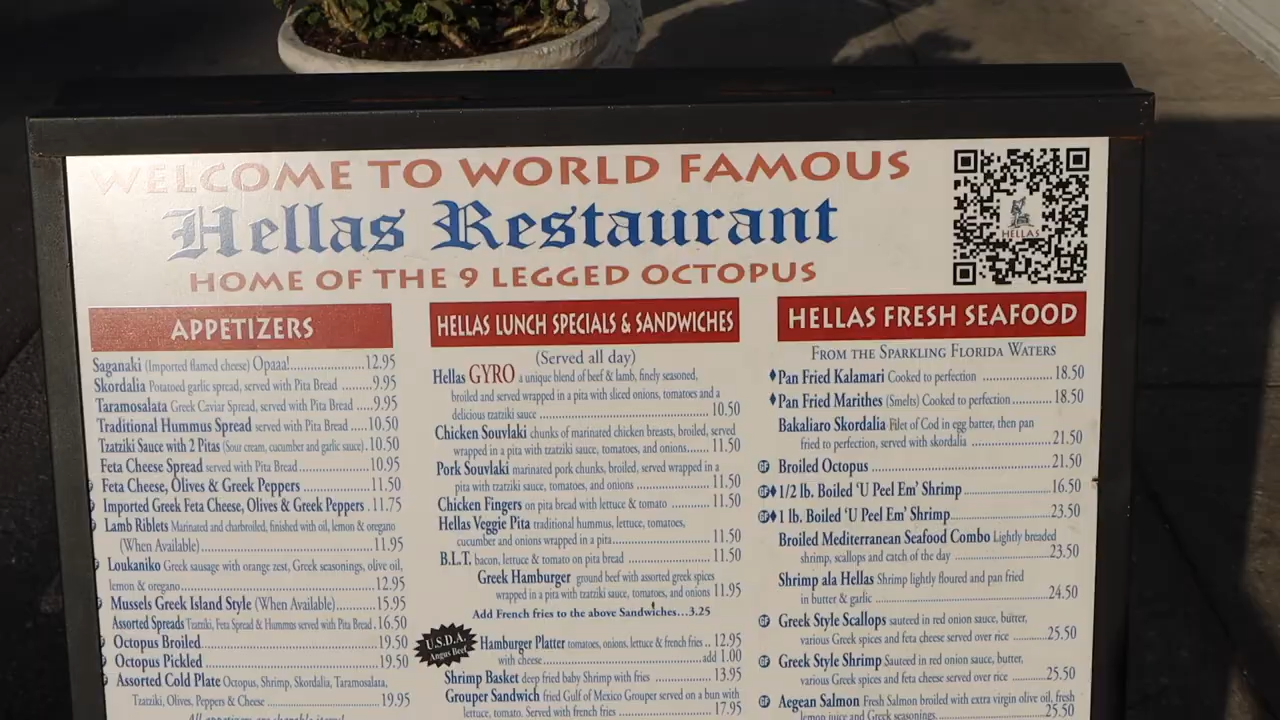 WELCOME TO WORLD FAMOUS
Hellas Restaurant
HOME OF THE 9 LEGGED OCTOPUS
HELLAS
APPETIZERS
Saganaki (Imported flamed cheese) Opaaa!....................12.95
Skordalia Potatoed garlic spread, served with Pita Bread .......9.95
Taramosalata Greek Caviar Spread, served with Pita Bread .....9.95
Traditional Hummus Spread served with Pita Bread .....10.50
Tzatziki Sauce with 2 Pitas (Sour cream, cucumber and garlic sauce).10.50
Feta Cheese Spread served with Pita Bread.......................10.95
Feta Cheese, Olives & Greek Peppers .......................11.50
Imported Greek Feta Cheese, Olives & Greek Peppers .11.75
Lamb Riblets Marinated and charbroiled, finished with oil, lemon & oregano
(When Available)..............................................11.95
Loukaniko Greek sausage with orange zest, Greek seasonings, olive oil,
lemon & oregano.................................................12.95
Mussels Greek Island Style (When Available)...........15.95
Assorted Spreads Tzatziki, Feta Spread & Hummus served with Pita Bread .16.50
Octopus Broiled ....................................................19.50
Octopus Pickled ....................................................19.50
Assorted Cold Plate Octopus, Shrimp, Skordalia, Taramosalata,
Tzatziki, Olives, Peppers & Cheese ..............................19.95
All appetizers are shareable items!
HELLAS LUNCH SPECIALS & SANDWICHES
(Served all day)
Hellas GYRO a unique blend of beef & lamb, finely seasoned,
broiled and served wrapped in a pita with sliced onions, tomatoes and a
delicious tzatziki sauce .............................................10.50
Chicken Souvlaki chunks of marinated chicken breasts, broiled, served
wrapped in a pita with tzatziki sauce, tomatoes, and onions.......11.50
Pork Souvlaki marinated pork chunks, broiled, served wrapped in a
pita with tzatziki sauce, tomatoes, and onions ....................11.50
Chicken Fingers on pita bread with lettuce & tomato ...........11.50
Hellas Veggie Pita traditional hummus, lettuce, tomatoes,
cucumber and onions wrapped in a pita.............................11.50
B.L.T. bacon, lettuce & tomato on pita bread ......................11.50
Greek Hamburger ground beef with assorted greek spices
wrapped in a pita with tzatziki sauce, tomatoes, and onions 11.95
Add French fries to the above Sandwiches...3.25
U.S.D.A.
Angus Beef
Hamburger Platter tomatoes, onions, lettuce & french fries .. 12.95
with cheese..............................................add 1.00
Shrimp Basket deep fried baby Shrimp with fries ................ 13.95
Grouper Sandwich fried Gulf of Mexico Grouper served on a bun with
lettuce, tomato. Served with french fries ..........................17.95
HELLAS FRESH SEAFOOD
FROM THE SPARKLING FLORIDA WATERS
♦Pan Fried Kalamari Cooked to perfection ..................18.50
♦Pan Fried Marithes (Smelts) Cooked to perfection...........18.50
Bakaliaro Skordalia Filet of Cod in egg batter, then pan
fried to perfection, served with skordalia ......................21.50
GF Broiled Octopus ..............................................21.50
GF♦1/2 lb. Boiled ‘U Peel Em’ Shrimp.......................16.50
GF♦1 lb. Boiled ‘U Peel Em’ Shrimp..........................23.50
Broiled Mediterranean Seafood Combo Lightly breaded
shrimp, scallops and catch of the day ...........................23.50
Shrimp ala Hellas Shrimp lightly floured and pan fried
in butter & garlic .................................................24.50
GF Greek Style Scallops sauteed in red onion sauce, butter,
various Greek spices and feta cheese served over rice ............25.50
GF Greek Style Shrimp Sauteed in red onion sauce, butter,
various Greek spices and feta cheese served over rice ............25.50
GF Aegean Salmon Fresh Salmon broiled with extra virgin olive oil, fresh
lemon juice and Greek seasonings...............................25.50